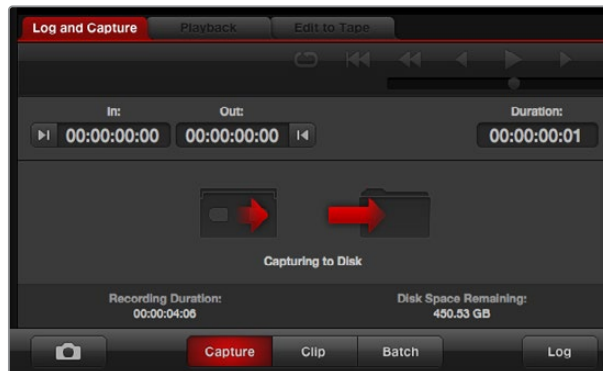 Log and Capture Playback Edit to Tape
In: Out: Duration:
00:00:00:00 00:00:00:00 00:00:00:01
Capturing to Disk
Recording Duration: Disk Space Remaining:
00:00:04:06 450.53 GB
Capture Clip Batch Log